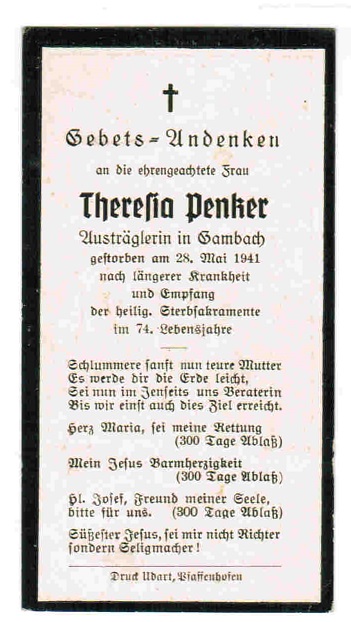 Gebets=Andenken
an die ehrengeachtete Frau
Theresia Penker
Austräglerin in Gambach
gestorben am 28. Mai 1941
nach längerer Krankheit
und Empfang
der heilig. Sterbsakramente
im 74. Lebensjahre
Schlummere sanft nun teure Mutter
Es werde dir die Erde leicht,
Sei nun im Jenseits uns Beraterin
Bis wir einst auch dies Ziel erreicht.
Herz Maria, sei meine Rettung
(300 Tage Ablaß)
Mein Jesus Barmherzigkeit
(300 Tage Ablaß)
Hl. Josef, Freund meiner Seele,
bitte für uns. (300 Tage Ablaß)
Süßester Jesus, sei mir nicht Richter
sondern Seligmacher!
Druck Udart, Pfaffenhofen